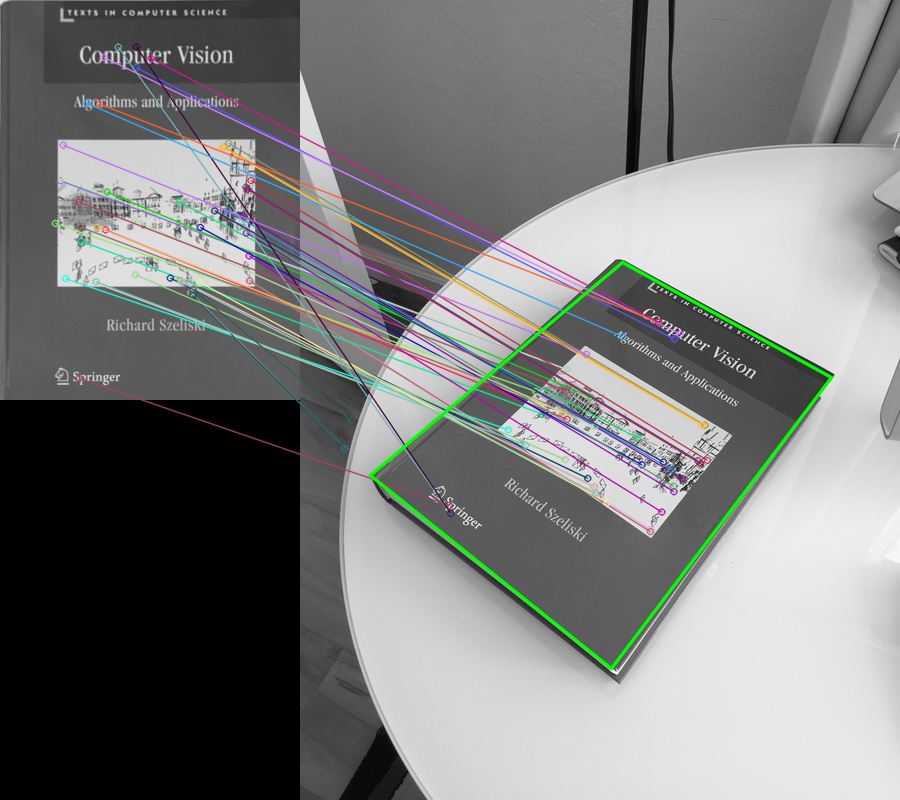 TEXTS IN COMPUTER SCIENCE
Computer Vision
Algorithms and Applications
Richard Szeliski
Springer
TEXTS IN COMPUTER SCIENCE
Computer Vision
Algorithms and Applications
Richard Szeliski
Springer